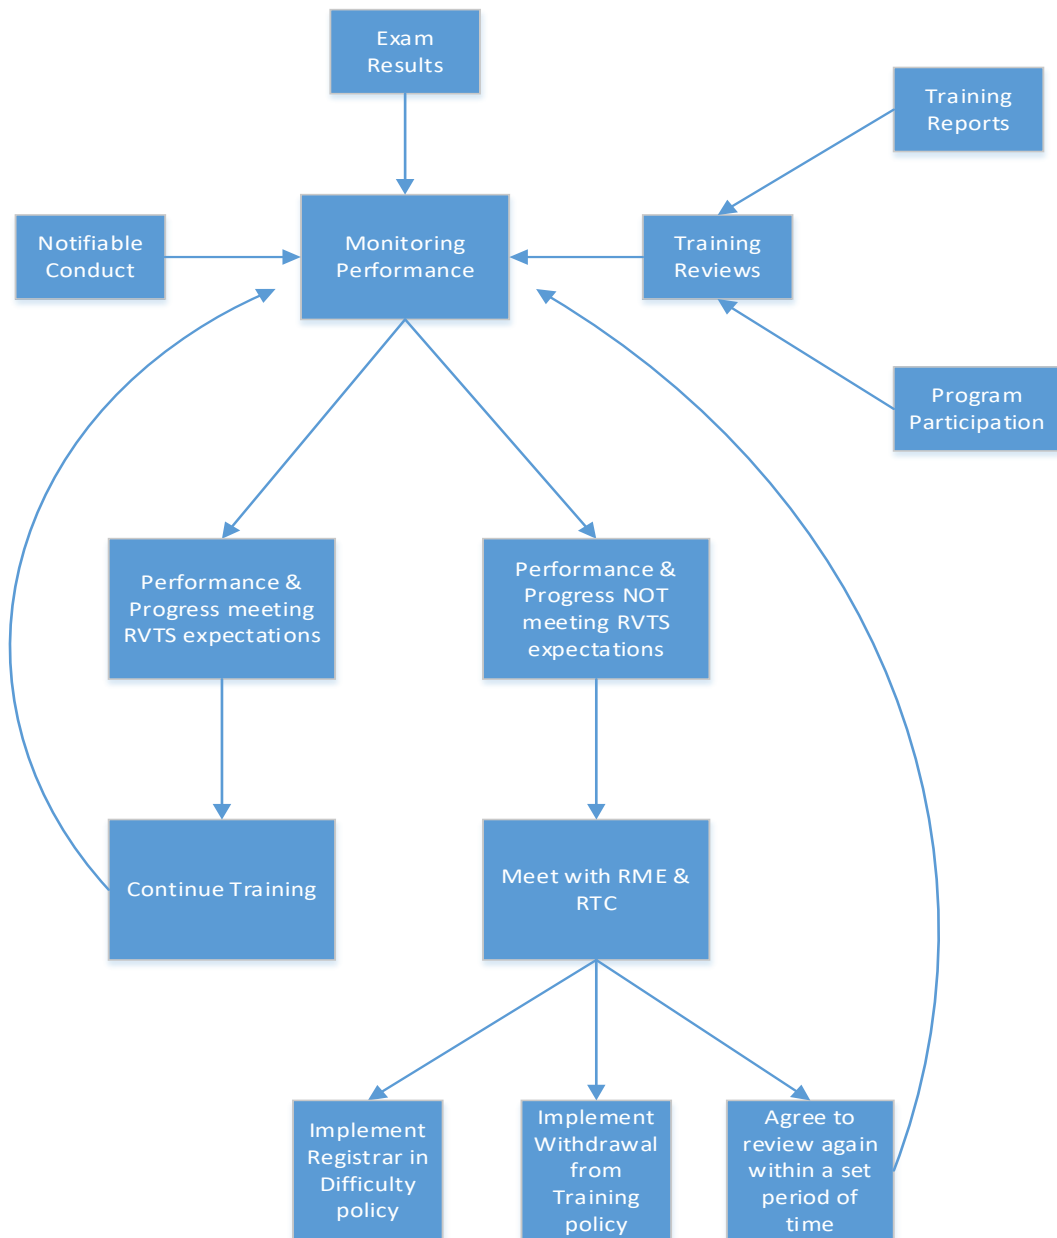 Exam
Results
Training
Reports
Notifiable
Conduct
Monitoring
Performance
Training
Reviews
Program
Participation
Performance &
Progress meeting
RVTS expectations
Performance &
Progress NOT
meeting RVTS
expectations
Continue Training
Meet with RME &
RTC
Implement
Registrar in
Difficulty
policy
Implement
Withdrawal
from
Training
policy
Agree to
review again
within a set
period of
time